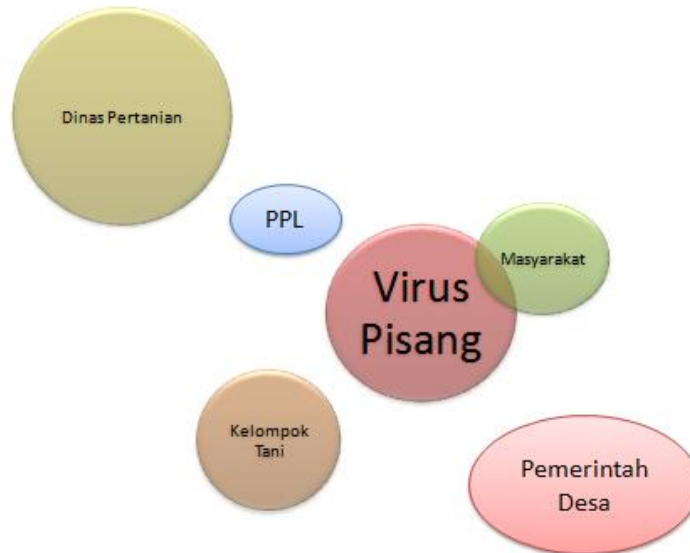 Dinas Pertanian
PPL
Masyarakat
Virus
Pisang
Kelompok
Tani
Pemerintah
Desa